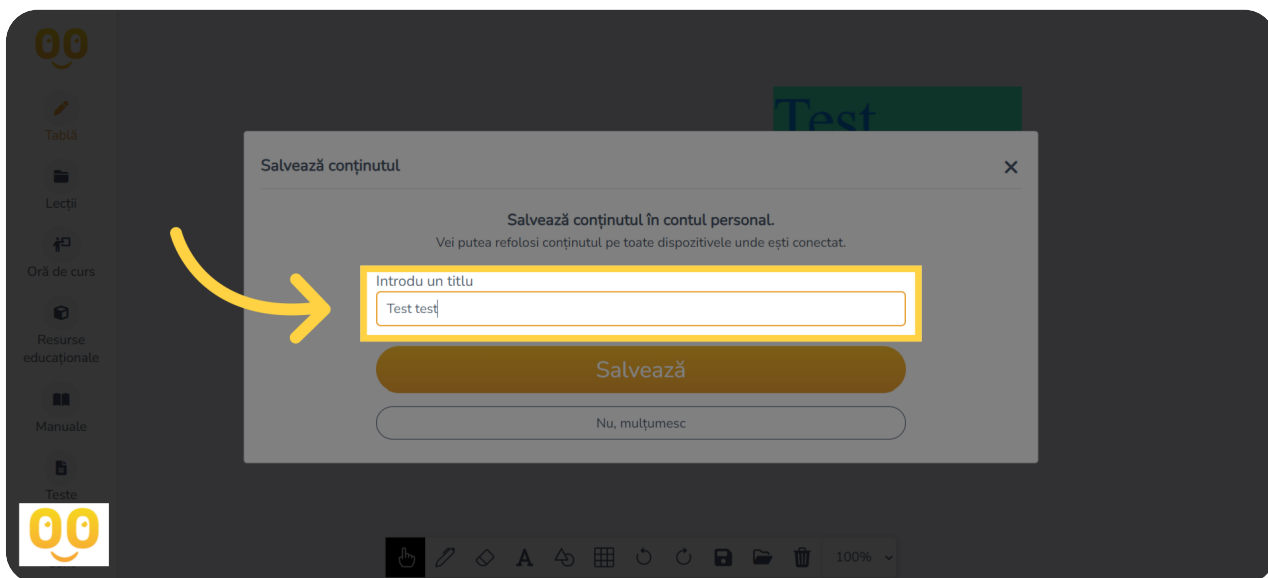 Tablă
Lecții
Oră de curs
Resurse
educaționale
Manuale
Teste
Test
Salvează conținutul
Salvează conținutul în contul personal.
Vei putea refolosi conținutul pe toate dispozitivele unde ești conectat.
Introdu un titlu
Test test
Salvează
Nu, mulțumesc
100%